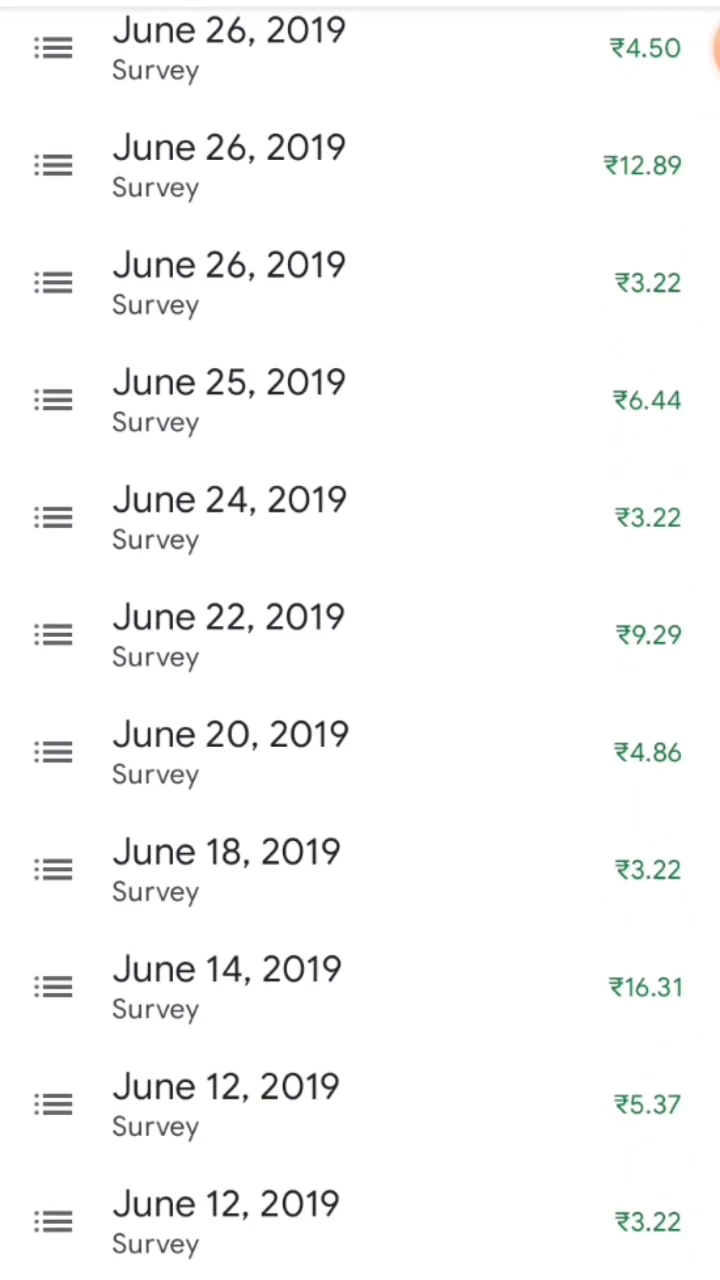 June 26, 2019
₹4.50
Survey
June 26, 2019
₹12.89
Survey
June 26, 2019
₹3.22
Survey
June 25, 2019
₹6.44
Survey
June 24, 2019
₹3.22
Survey
June 22, 2019
₹9.29
Survey
June 20, 2019
₹4.86
Survey
June 18, 2019
₹3.22
Survey
June 14, 2019
₹16.31
Survey
June 12, 2019
₹5.37
Survey
June 12, 2019
₹3.22
Survey